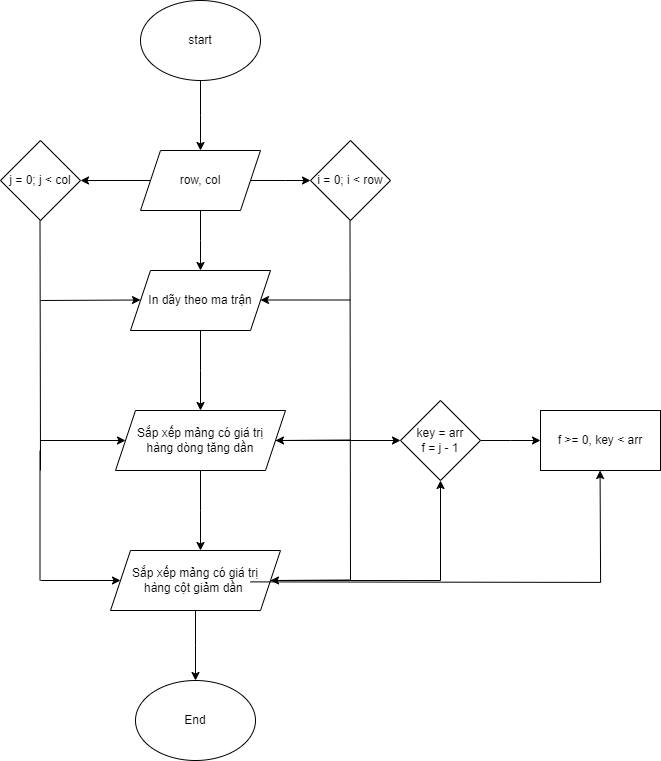 start
j = 0; j < col
row, col
i = 0; i < row
In dãy theo ma trận
Sắp xếp mảng có giá trị
hàng dòng tăng dần
key = arr
f = j - 1
f >= 0, key < arr
Sắp xếp mảng có giá trị
hàng cột giảm dần
End